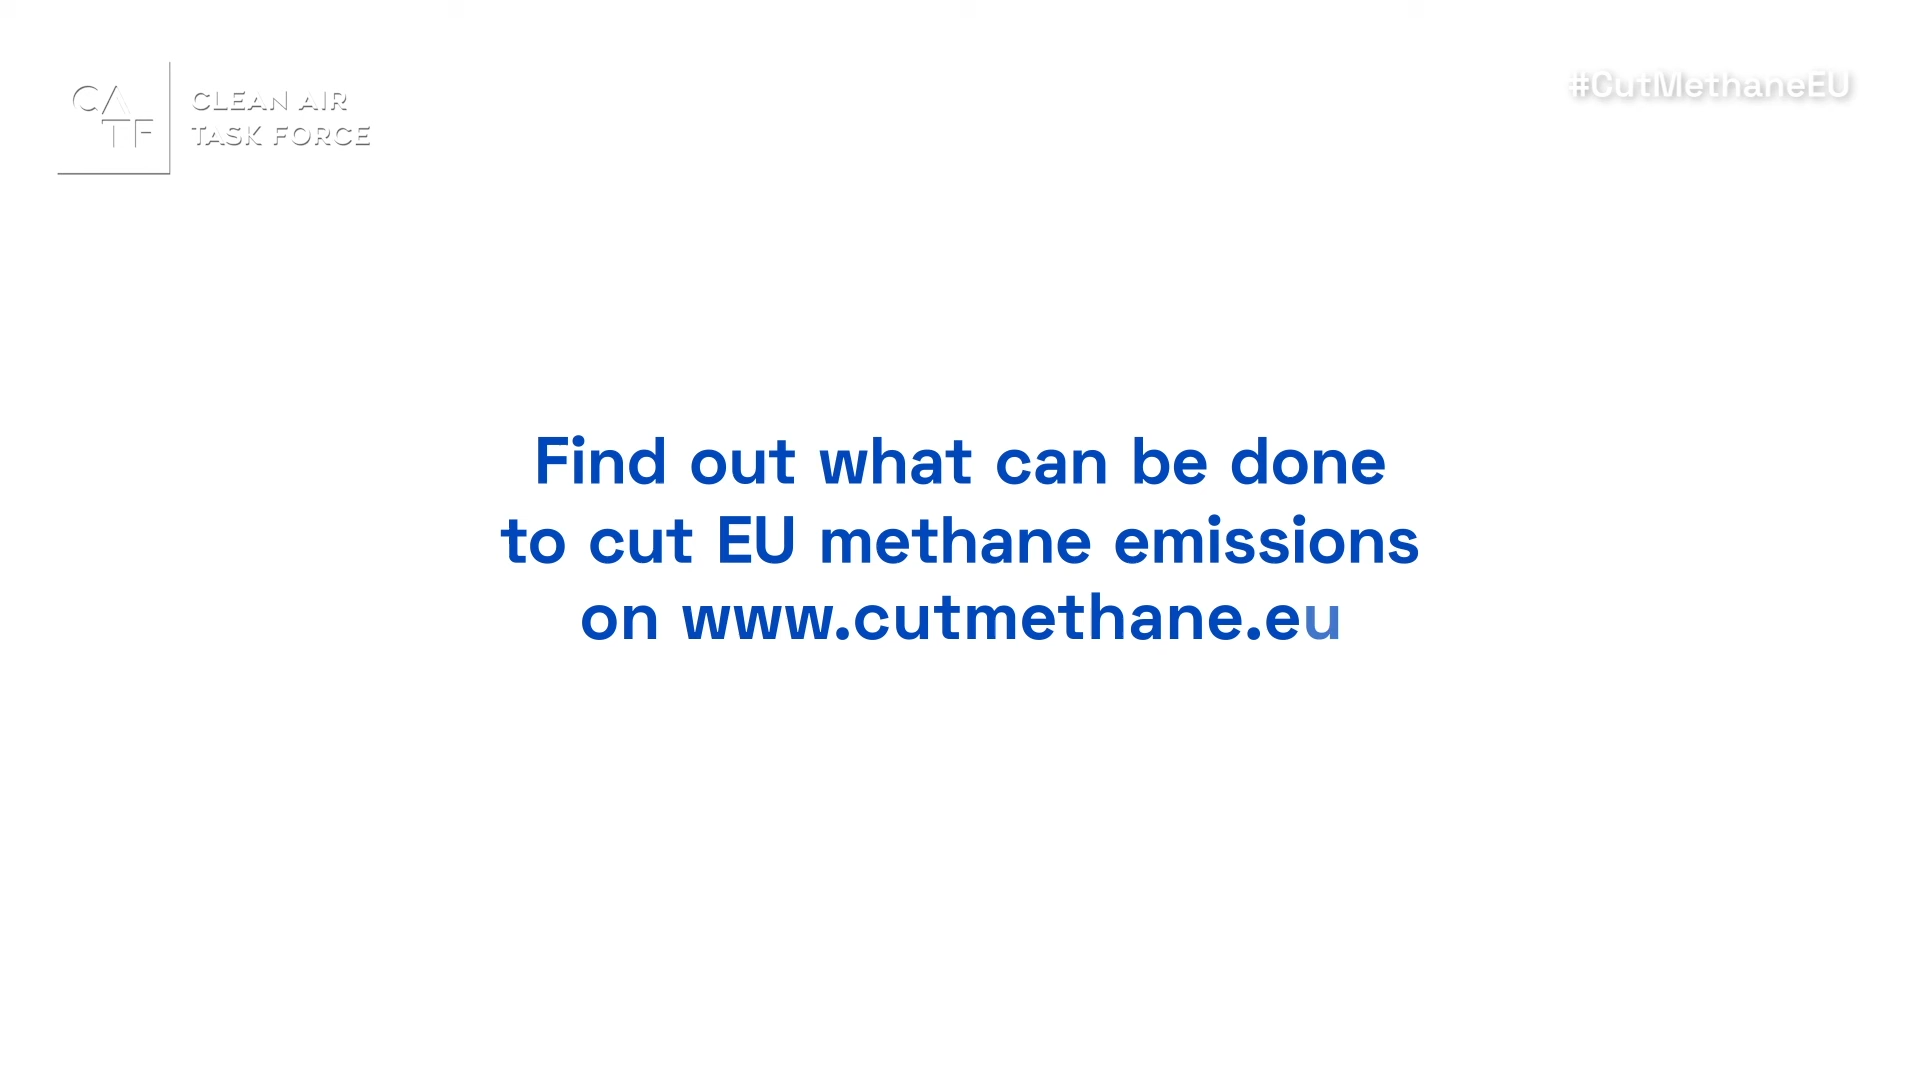 CATF
CLEAN AIR
TASK FORCE
#CutMethaneEU
Find out what can be done
to cut EU methane emissions
on www.cutmethane.eu